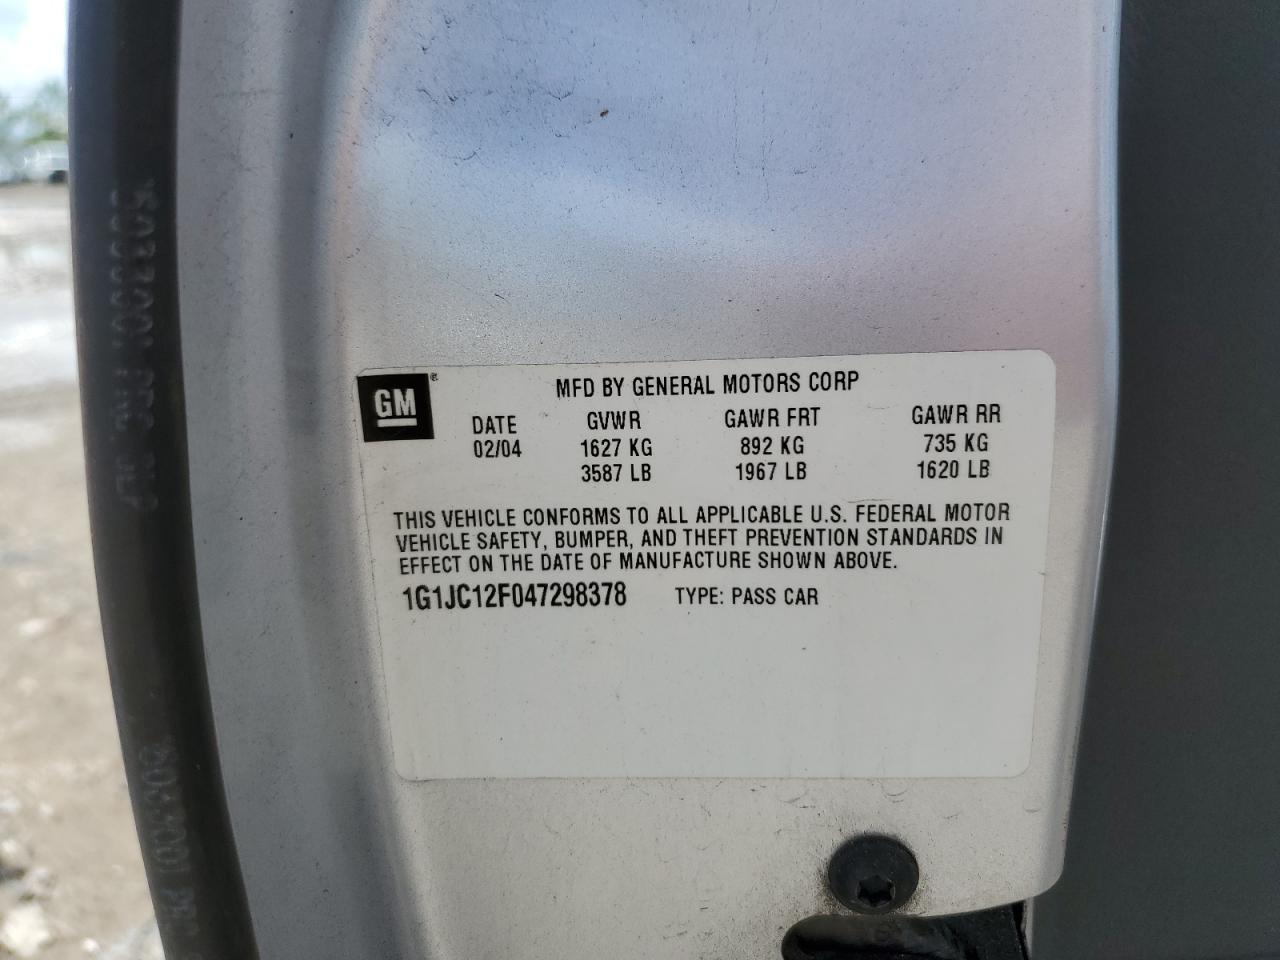 GM®
MFD BY GENERAL MOTORS CORP
DATE GVWR GAWR FRT GAWR RR
02/04 1627 KG 892 KG 735 KG
3587 LB 1967 LB 1620 LB
THIS VEHICLE CONFORMS TO ALL APPLICABLE U.S. FEDERAL MOTOR
VEHICLE SAFETY, BUMPER, AND THEFT PREVENTION STANDARDS IN
EFFECT ON THE DATE OF MANUFACTURE SHOWN ABOVE.
1G1JC12F047298378 TYPE: PASS CAR